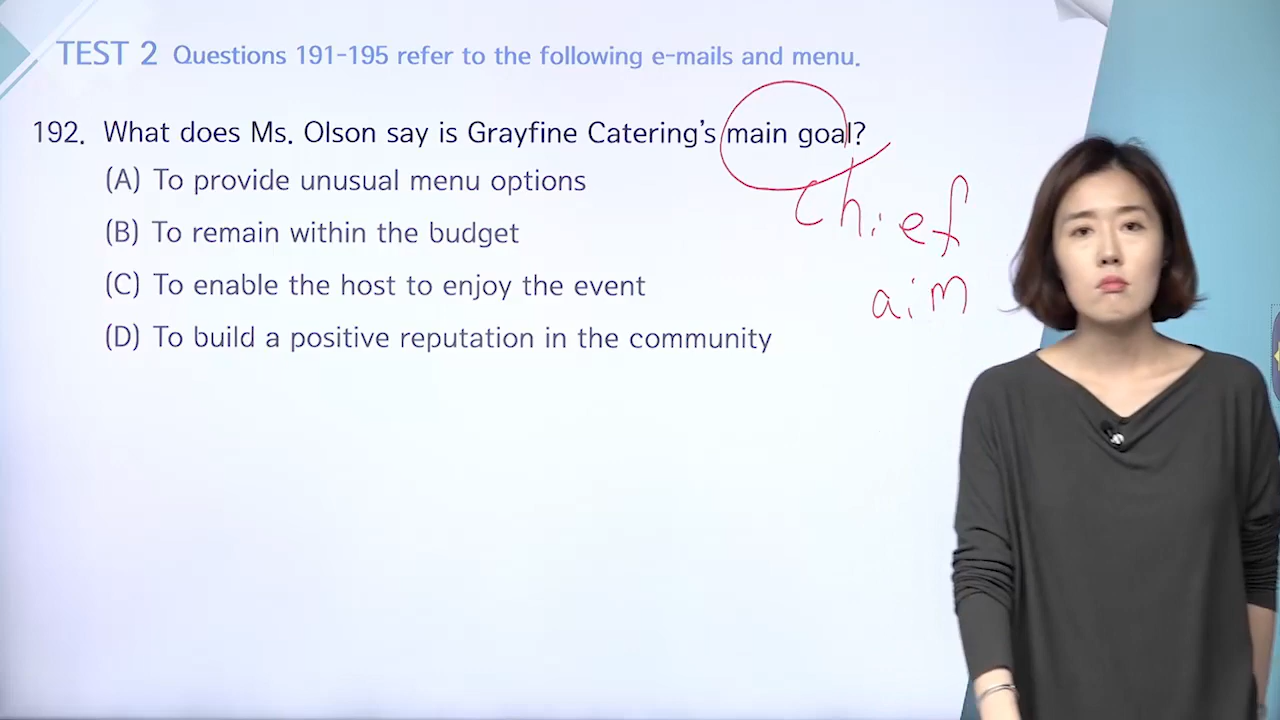 TEST 2 Questions 191-195 refer to the following e-mails and menu.
192. What does Ms. Olson say is Grayfine Catering's main goal?
(A) To provide unusual menu options
chief
(B) To remain within the budget
(C) To enable the host to enjoy the event
aim
(D) To build a positive reputation in the community